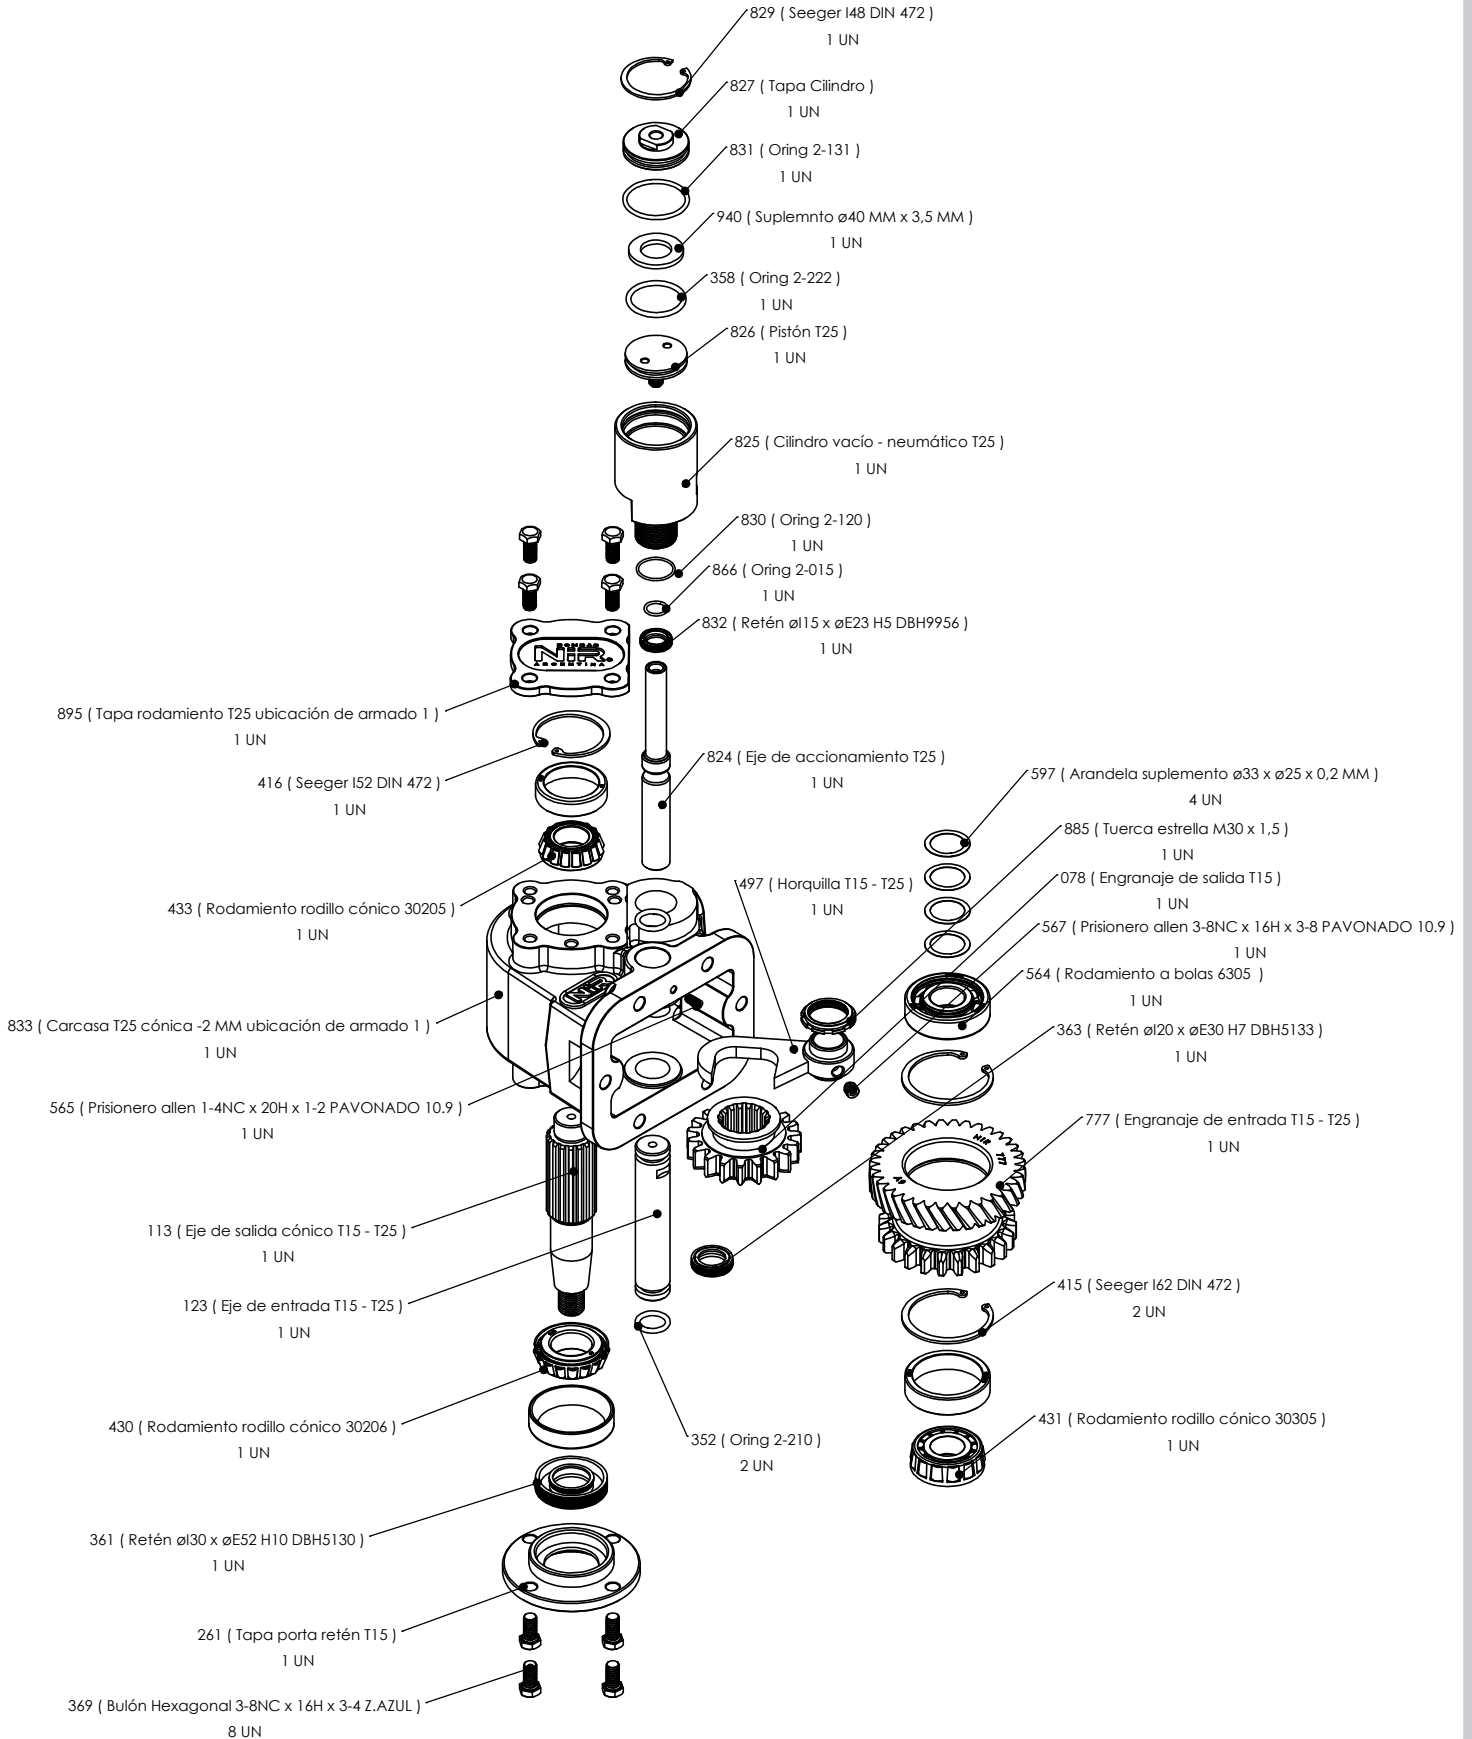 829 ( Seeger I48 DIN 472 )
1 UN
827 ( Tapa Cilindro )
1 UN
831 ( Oring 2-131 )
1 UN
940 ( Suplemnto ø40 MM x 3,5 MM )
1 UN
358 ( Oring 2-222 )
1 UN
826 ( Pistón T25 )
1 UN
825 ( Cilindro vacío - neumático T25 )
1 UN
830 ( Oring 2-120 )
1 UN
866 ( Oring 2-015 )
1 UN
832 ( Retén øI15 x øE23 H5 DBH9956 )
1 UN
BOMBAS
NIR
ARGENTINA
895 ( Tapa rodamiento T25 ubicación de armado 1 )
1 UN
416 ( Seeger I52 DIN 472 )
1 UN
824 ( Eje de accionamiento T25 )
1 UN
597 ( Arandela suplemento ø33 x ø25 x 0,2 MM )
4 UN
885 ( Tuerca estrella M30 x 1,5 )
1 UN
497 ( Horquilla T15 - T25 )
1 UN
078 ( Engranaje de salida T15 )
1 UN
433 ( Rodamiento rodillo cónico 30205 )
1 UN
567 ( Prisionero allen 3-8NC x 16H x 3-8 PAVONADO 10.9 )
1 UN
564 ( Rodamiento a bolas 6305 )
1 UN
NIR
833 ( Carcasa T25 cónica -2 MM ubicación de armado 1 )
1 UN
363 ( Retén øI20 x øE30 H7 DBH5133 )
1 UN
565 ( Prisionero allen 1-4NC x 20H x 1-2 PAVONADO 10.9 )
1 UN
777 ( Engranaje de entrada T15 - T25 )
1 UN
NIR 777
113 ( Eje de salida cónico T15 - T25 )
1 UN
123 ( Eje de entrada T15 - T25 )
1 UN
415 ( Seeger I62 DIN 472 )
2 UN
430 ( Rodamiento rodillo cónico 30206 )
1 UN
431 ( Rodamiento rodillo cónico 30305 )
1 UN
352 ( Oring 2-210 )
2 UN
361 ( Retén øI30 x øE52 H10 DBH5130 )
1 UN
261 ( Tapa porta retén T15 )
1 UN
369 ( Bulón Hexagonal 3-8NC x 16H x 3-4 Z.AZUL )
8 UN